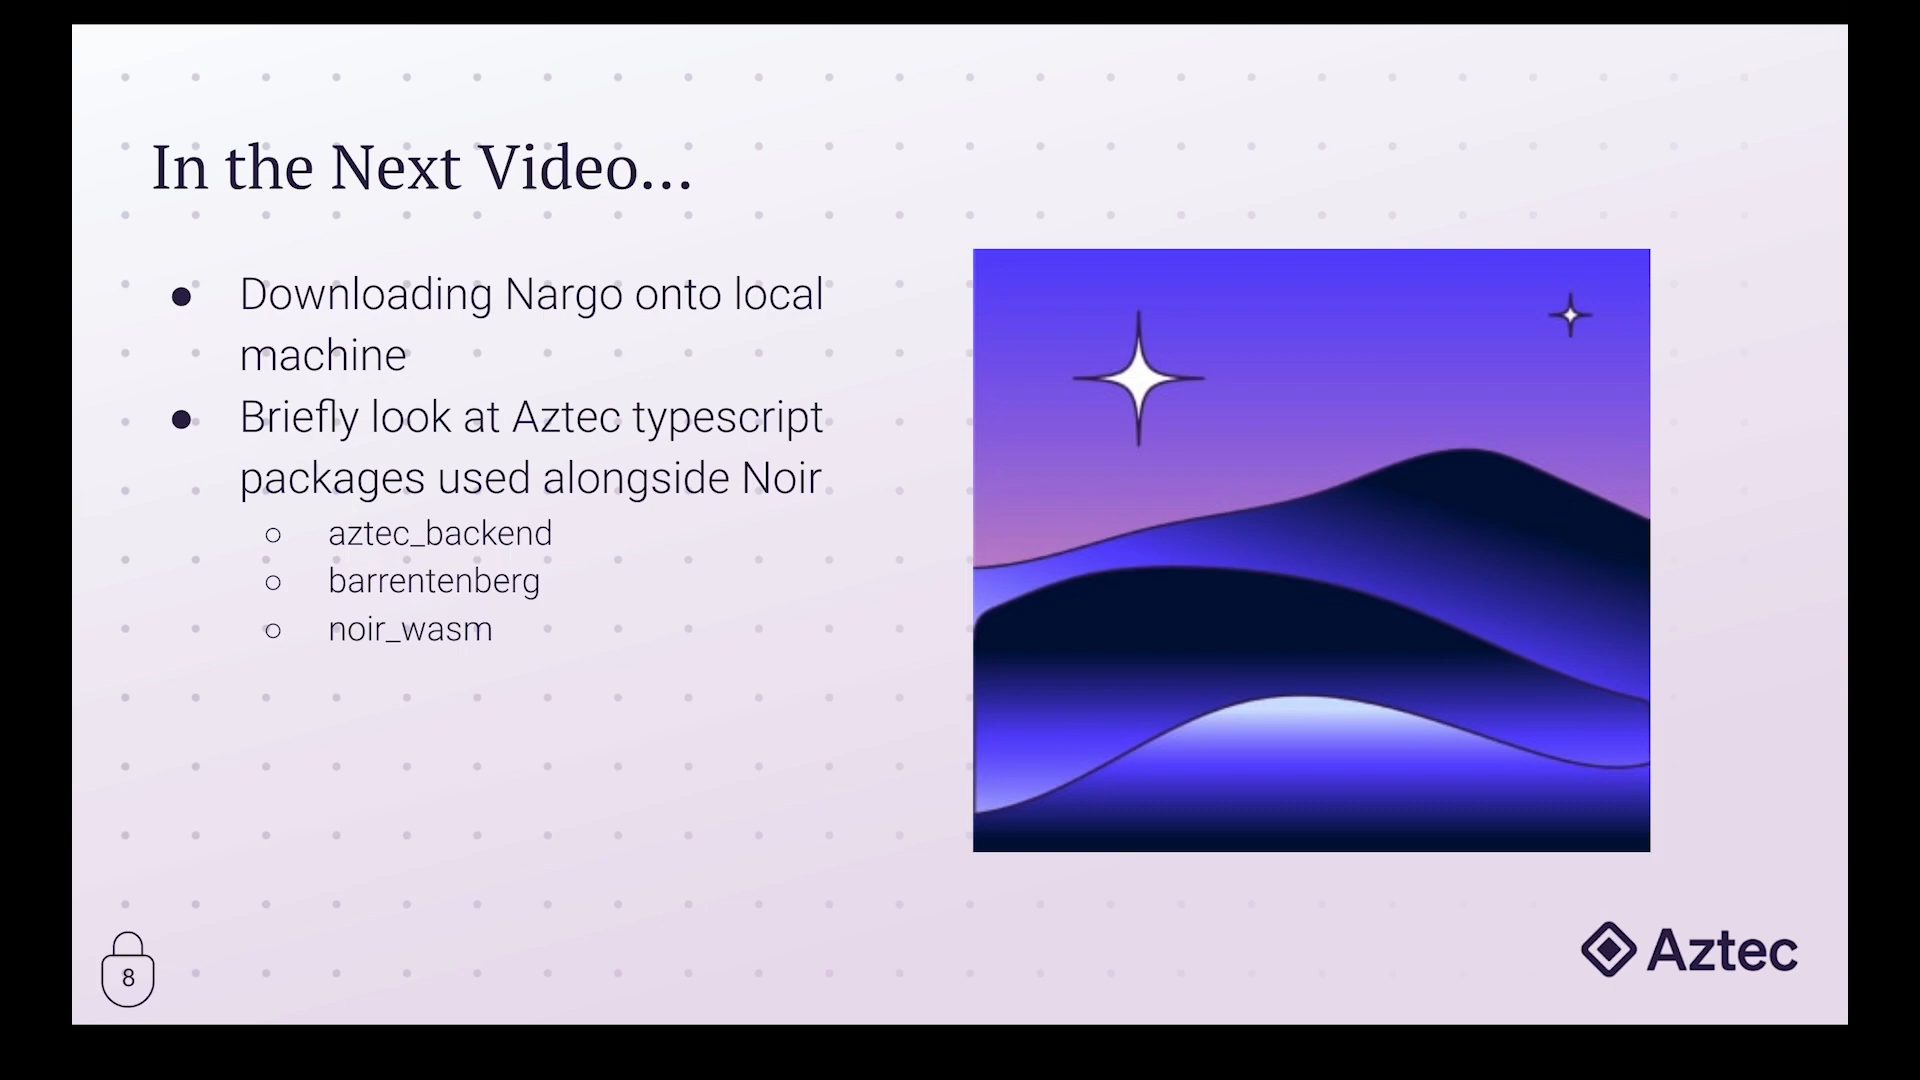 In the Next Video...
● Downloading Nargo onto local
machine
● Briefly look at Aztec typescript
packages used alongside Noir
○ aztec_backend
○ barrentenberg
○ noir_wasm
8
Aztec